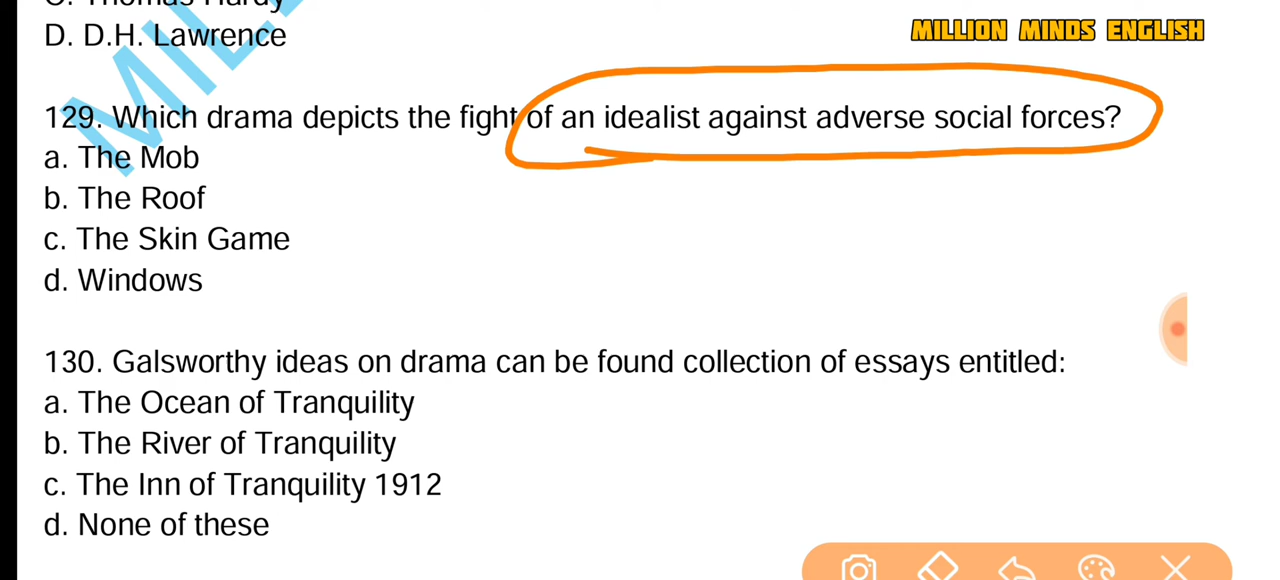 C. Thomas Hardy
D. D.H. Lawrence
MILLION MINDS ENGLISH
129. Which drama depicts the fight of an idealist against adverse social forces?
a. The Mob
b. The Roof
c. The Skin Game
d. Windows
130. Galsworthy ideas on drama can be found collection of essays entitled:
a. The Ocean of Tranquility
b. The River of Tranquility
c. The Inn of Tranquility 1912
d. None of these